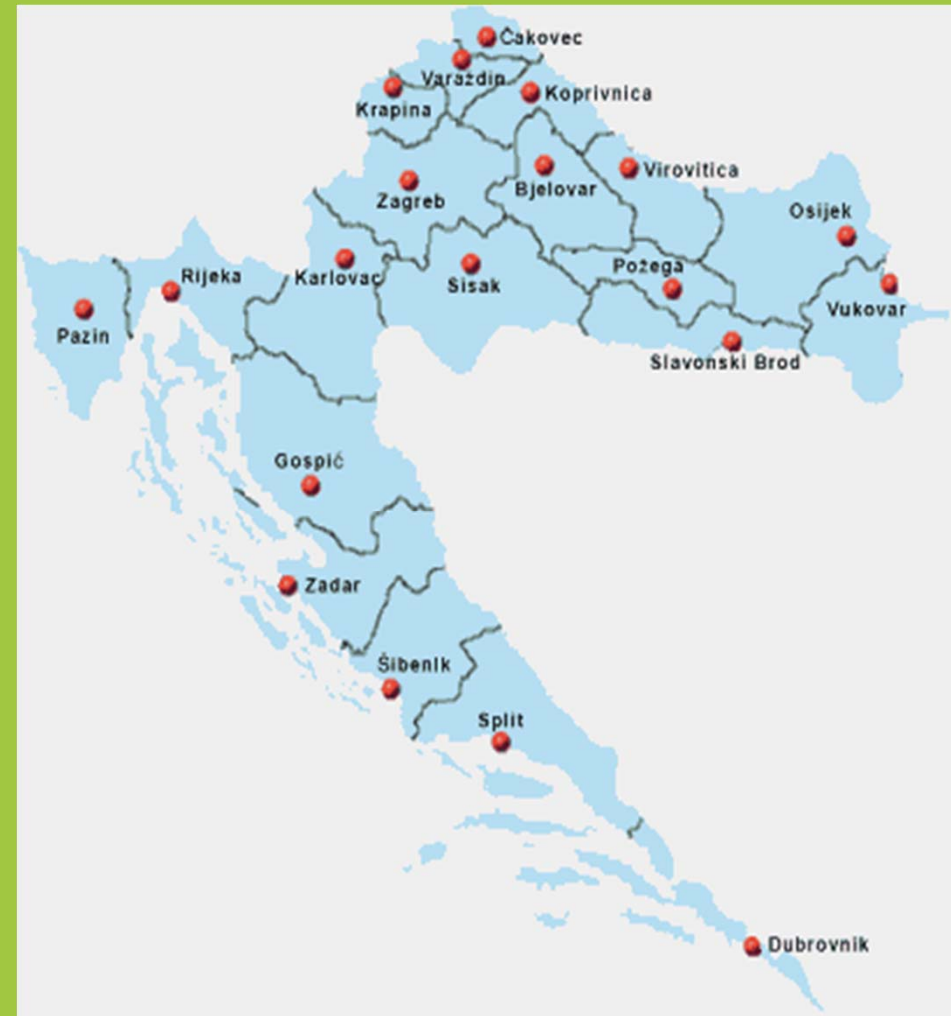 Čakovec
Varaždin
Krapina
Koprivnica
Virovitica
Bjelovar
Zagreb
Osijek
Rijeka
Karlovac
Sisak
Požega
Vukovar
Pazin
Slavonski Brod
Gospić
Zadar
Šibenik
Split
Dubrovnik